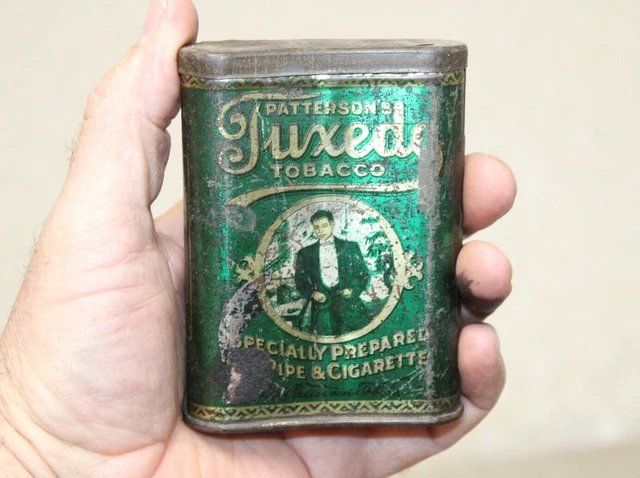 PATTERSON'S
Tuxedo
TOBACCO
SPECIALLY PREPARED
PIPE & CIGARETTE